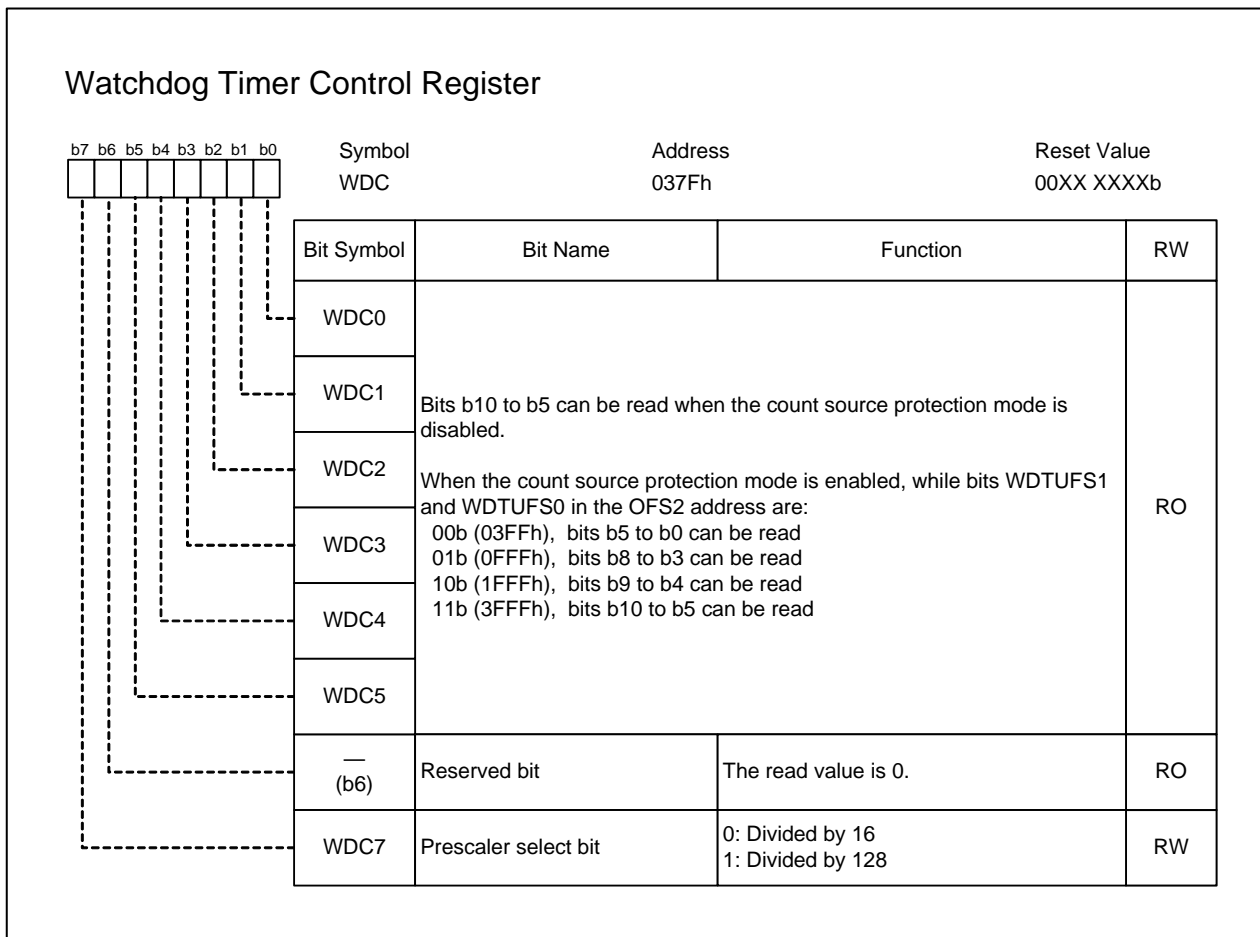 Watchdog Timer Control Register
b7 b6 b5 b4 b3 b2 b1 b0
Symbol Address Reset Value
WDC 037Fh 00XX XXXXb
Bit Symbol Bit Name Function RW
WDC0
WDC1
WDC2
WDC3
WDC4
WDC5
Bits b10 to b5 can be read when the count source protection mode is
disabled.
When the count source protection mode is enabled, while bits WDTUFS1
and WDTUFS0 in the OFS2 address are:
00b (03FFh), bits b5 to b0 can be read
01b (0FFFh), bits b8 to b3 can be read
10b (1FFFh), bits b9 to b4 can be read
11b (3FFFh), bits b10 to b5 can be read
RO
—
(b6) Reserved bit The read value is 0. RO
WDC7 Prescaler select bit 0: Divided by 16
1: Divided by 128 RW